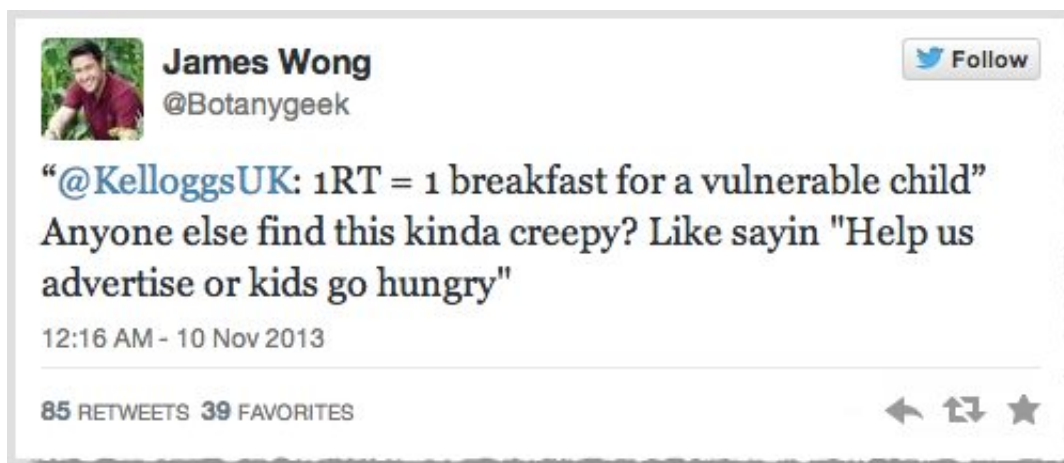 James Wong
@Botanygeek
Follow
“@KelloggsUK: 1RT = 1 breakfast for a vulnerable child”
Anyone else find this kinda creepy? Like sayin "Help us
advertise or kids go hungry"
12:16 AM - 10 Nov 2013
85 RETWEETS 39 FAVORITES